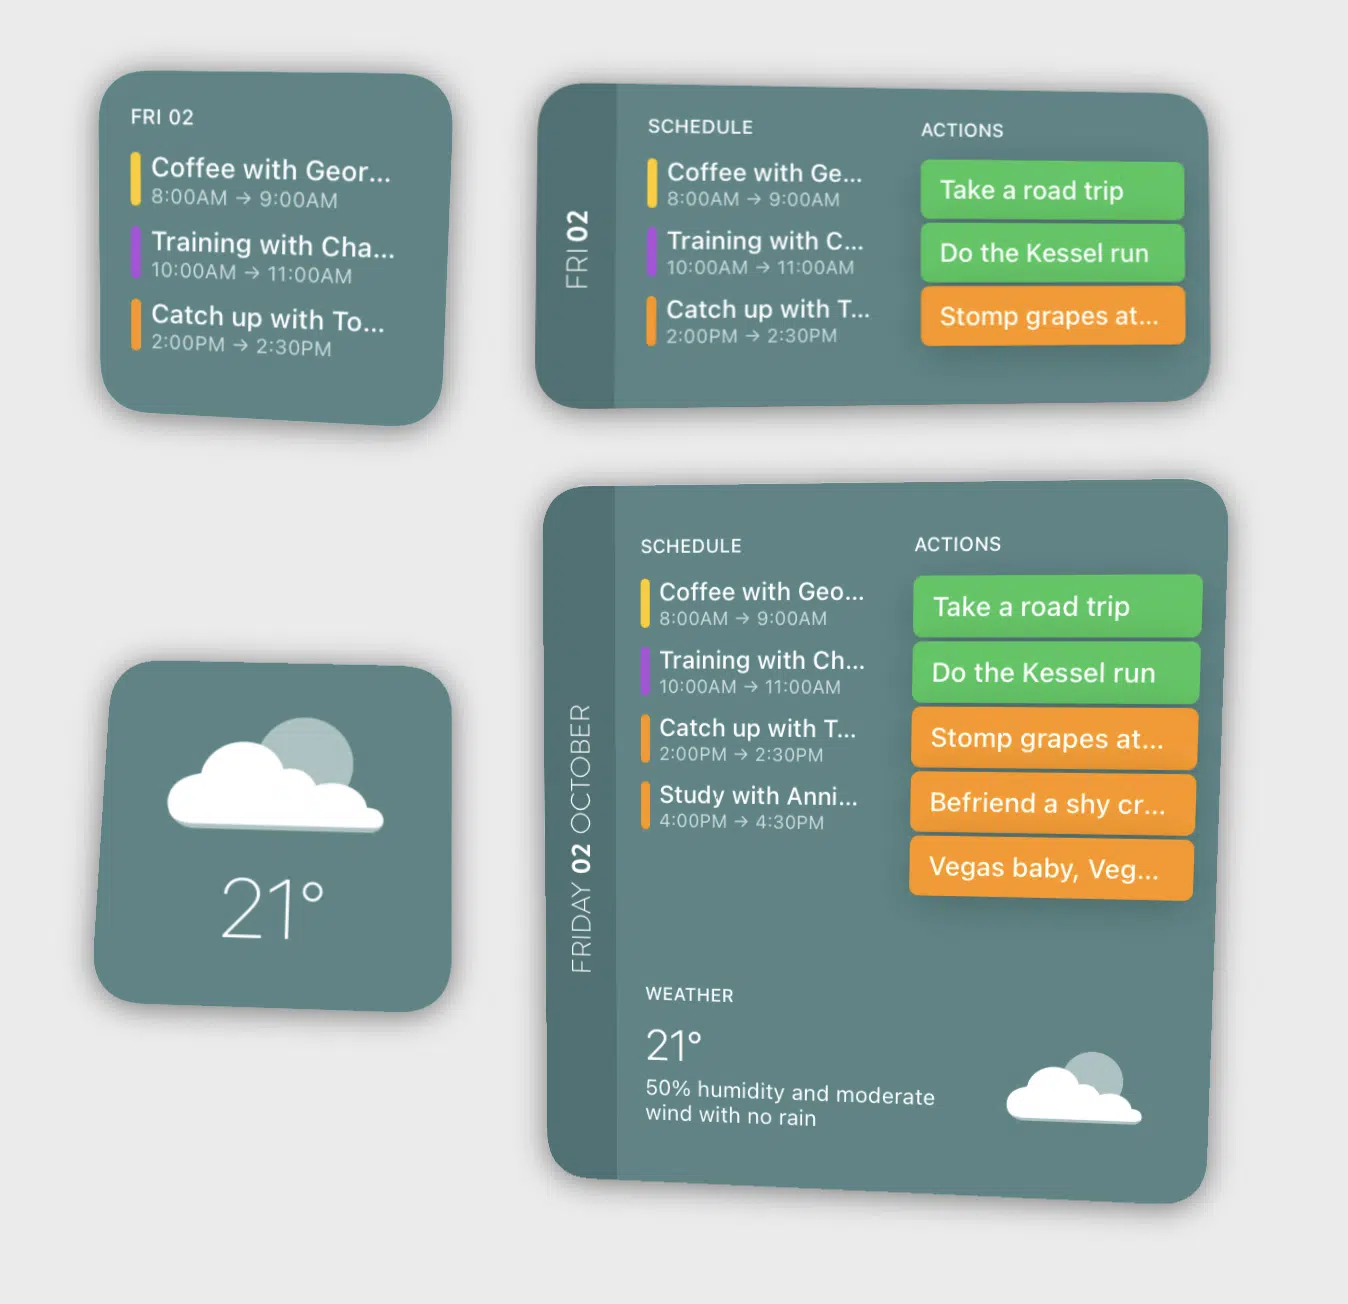 FRI 02
Coffee with Geor...
8:00AM → 9:00AM
Training with Cha...
10:00AM → 11:00AM
Catch up with To...
2:00PM → 2:30PM
FRI 02
SCHEDULE
Coffee with Ge...
8:00AM → 9:00AM
Training with C...
10:00AM → 11:00AM
Catch up with T...
2:00PM → 2:30PM
ACTIONS
Take a road trip
Do the Kessel run
Stomp grapes at...
21°
FRIDAY 02 OCTOBER
SCHEDULE
Coffee with Geo...
8:00AM → 9:00AM
Training with Ch...
10:00AM → 11:00AM
Catch up with T...
2:00PM → 2:30PM
Study with Anni...
4:00PM → 4:30PM
ACTIONS
Take a road trip
Do the Kessel run
Stomp grapes at...
Befriend a shy cr...
Vegas baby, Veg...
WEATHER
21°
50% humidity and moderate
wind with no rain